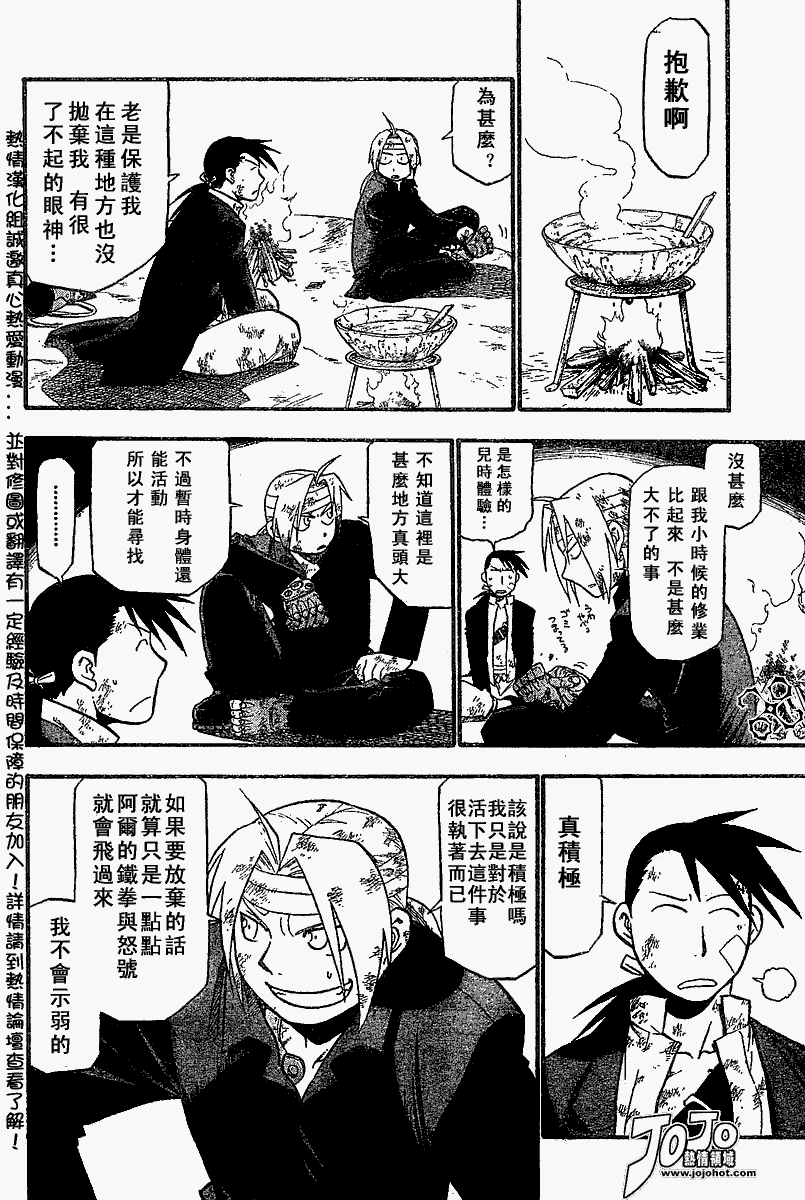 抱歉啊
為甚麼？
老是保護我
在這種地方也沒
拋棄我 有很
了不起的眼神…
沒甚麼
跟我小時候的修業
比起來 不是甚麼
大不了的事
是怎樣的
兒時體驗…
不知道這裡是
甚麼地方真頭大
不過暫時身體還
能活動
所以才能尋找
…………
真積極
該說是積極嗎
我只是對於
活下去這件事
很執著而已
如果要放棄的話
就算只是一點點
阿爾的鐵拳與怒號
就會飛過來
我不會示弱的
熱情漢化組誠邀真心熱愛動漫...並對修圖或翻譯有一定經驗及時間保障的朋友加入！詳情請到熱情論壇查看了解！
JOJO
熱情領域
www.jojohot.com